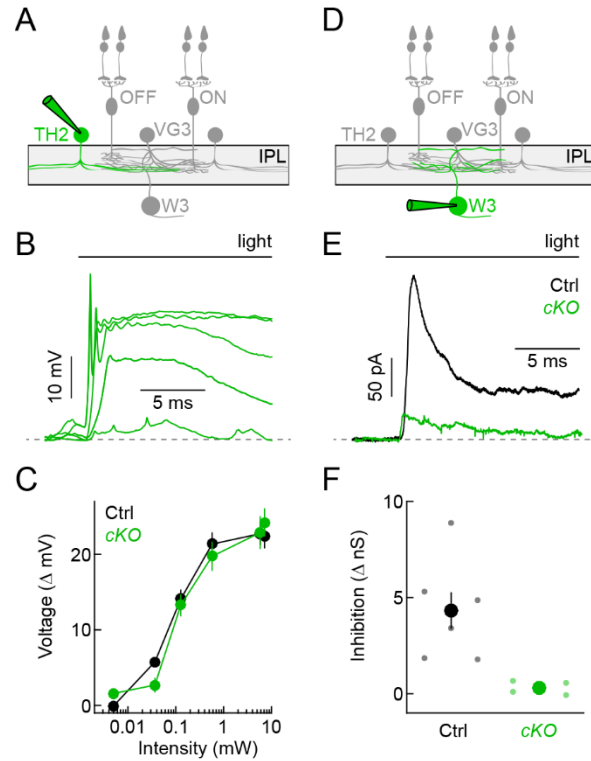 A
OFF
ON
TH2
VG3
IPL
W3
B
light
10 mV
5 ms
C
Ctrl
cKO
Voltage (Δ mV)
20
10
0
0.01
0.1
1
10
Intensity (mW)
D
OFF
ON
TH2
VG3
IPL
W3
E
light
Ctrl
cKO
5 ms
50 pA
F
Inhibition (Δ nS)
10
5
0
Ctrl
cKO